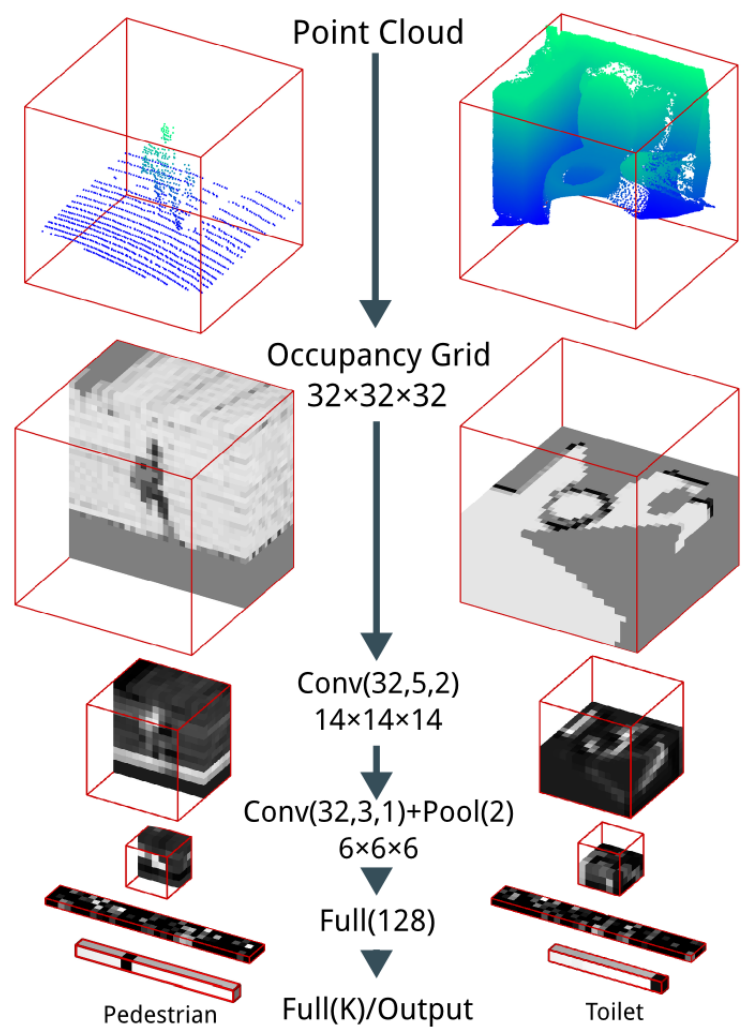 Point Cloud
Occupancy Grid
32×32×32
Conv(32,5,2)
14×14×14
Conv(32,3,1)+Pool(2)
6×6×6
Full(128)
Full(K)/Output
Pedestrian
Toilet